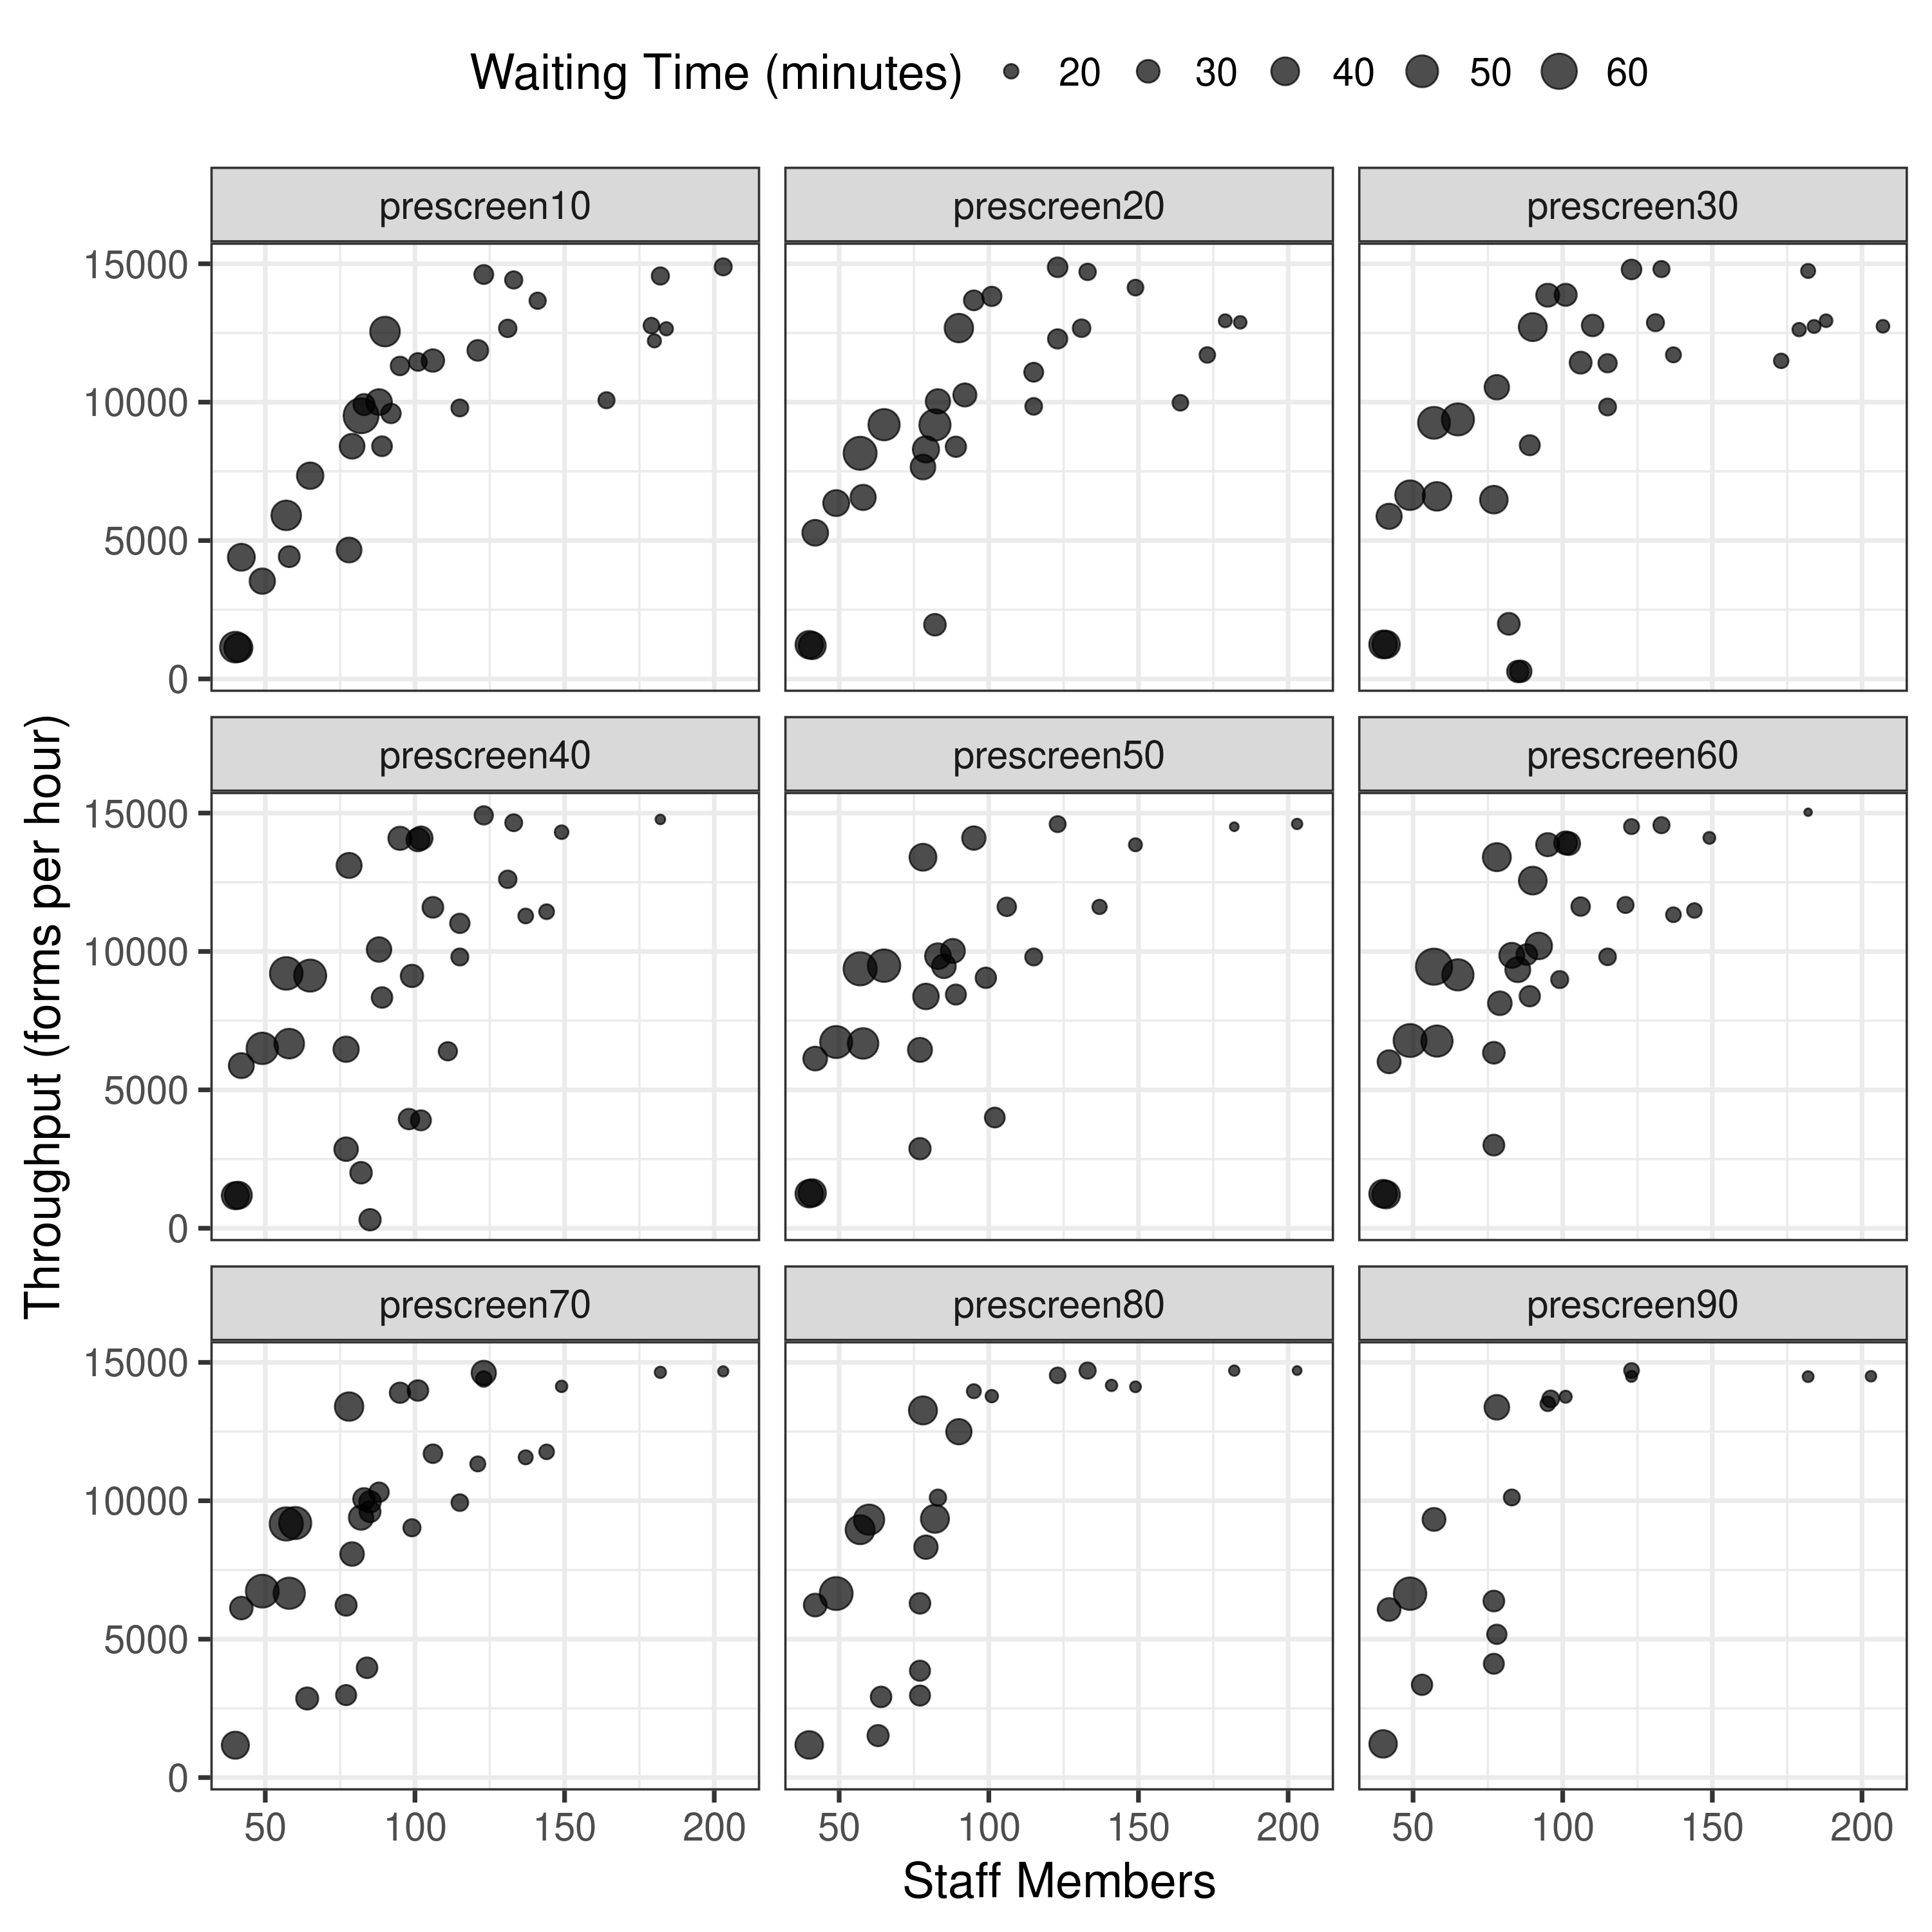 Waiting Time (minutes) 20 30 40 50 60
prescreen10 prescreen20 prescreen30
15000
10000
5000
0
prescreen40 prescreen50 prescreen60
15000
10000
5000
0
prescreen70 prescreen80 prescreen90
15000
10000
5000
0
50 100 150 200 50 100 150 200 50 100 150 200
Staff Members
Throughput (forms per hour)